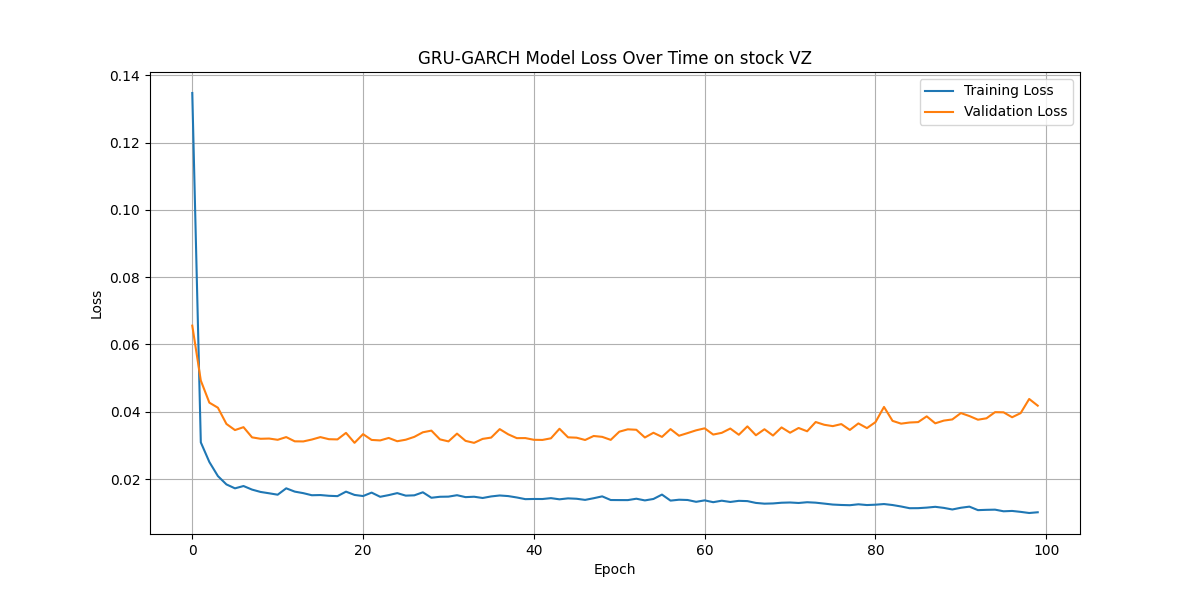 GRU-GARCH Model Loss Over Time on stock VZ
Training Loss
Validation Loss
0.14
0.12
0.10
0.08
0.06
0.04
0.02
Loss
0 20 40 60 80 100
Epoch